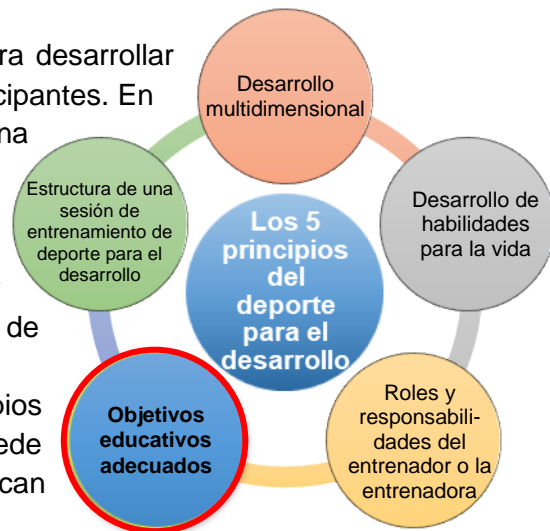 ra desarrollar
cipantes. En
na
de
pios
ede
can
Desarrollo
multidimensional
Desarrollo de
habilidades
para la vida
Roles y
responsabili-
dades del
entrenador o la
entrenadora
Objetivos
educativos
adecuados
Estructura de una
sesión de
entrenamiento de
deporte para el
desarrollo
Los 5
principios
del
deporte
para el
desarrollo